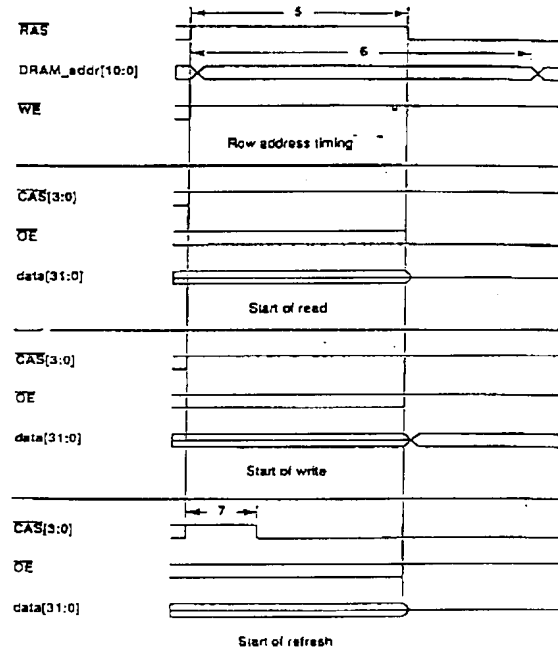 5
RAS
6
DRAM_addr[10:0]
WE
Row address timing
CAS[3:0]
OE
data[31:0]
Start of read
CAS[3:0]
OE
data[31:0]
Start of write
7
CAS[3:0]
OE
data[31:0]
Start of refresh